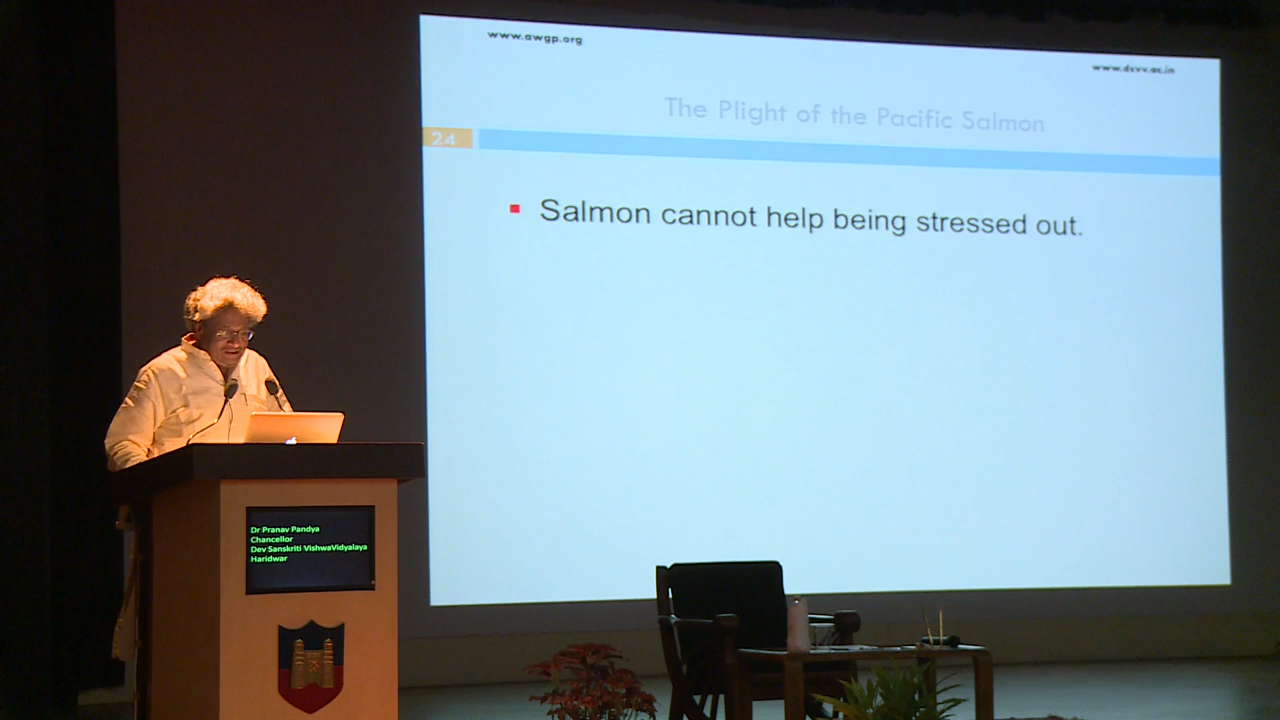 www.awgp.org
www.dsvv.ac.in
The Plight of the Pacific Salmon
24
Salmon cannot help being stressed out.
Dr Pranav Pandya
Chancellor
Dev Sanskriti VishwaVidyalaya
Haridwar